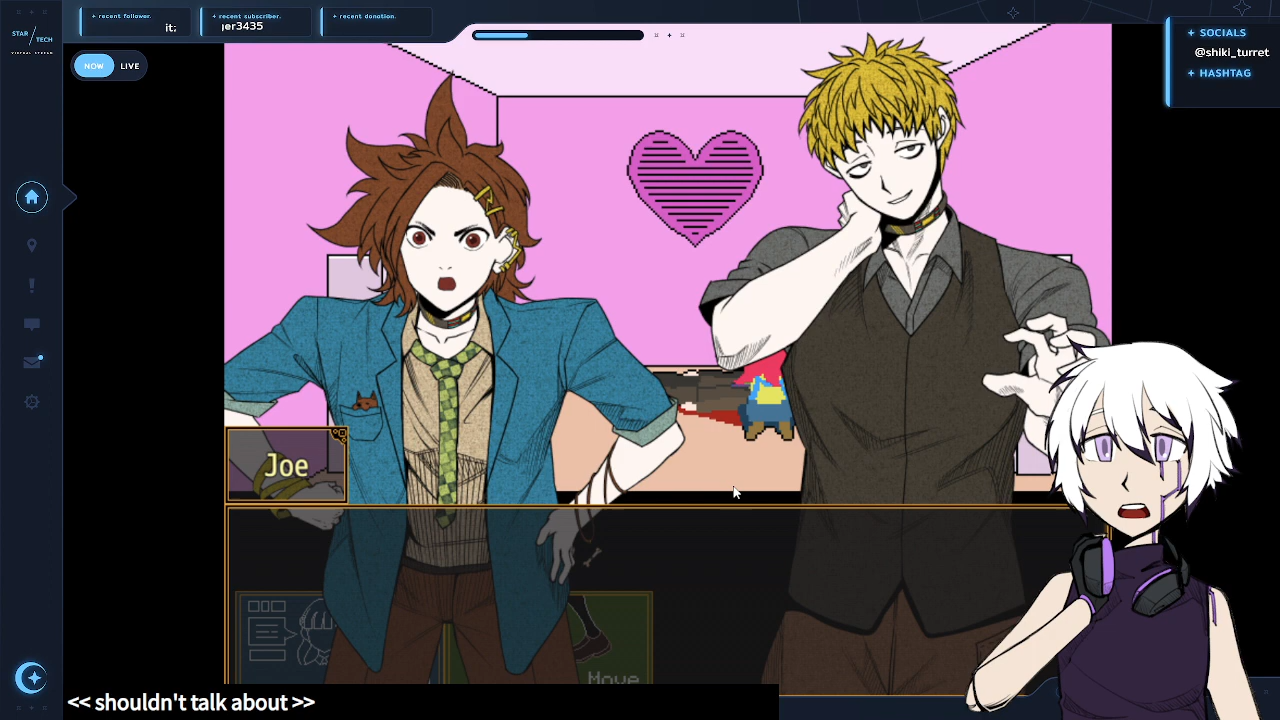 STAR
TECH
+ recent follower.
it:
+ recent subscriber.
ıer3435
+ recent donation.
NOW
LIVE
+ SOCIALS
@shiki_turret
+ HASHTAG
Joe
Move
<< shouldn't talk about >>